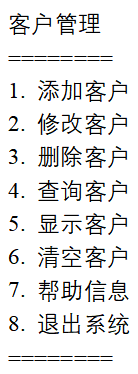 客户管理
========
1. 添加客户
2. 修改客户
3. 删除客户
4. 查询客户
5. 显示客户
6. 清空客户
7. 帮助信息
8. 退出系统
========